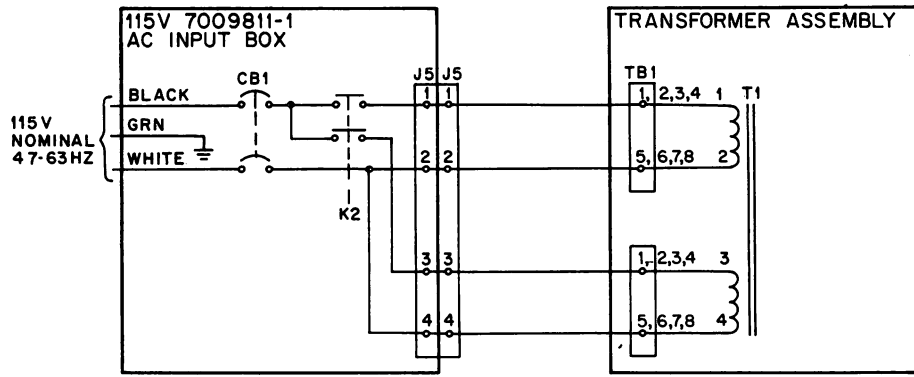 115V 7009811-1
AC INPUT BOX
TRANSFORMER ASSEMBLY
CB1
J5 J5
TB1
BLACK
1 1
1, 2,3,4 1 T1
115V
NOMINAL
47-63HZ
GRN
WHITE
2 2
5, 6,7,8 2
K2
3 3
1,-2,3,4 3
4 4
5, 6,7,8 4